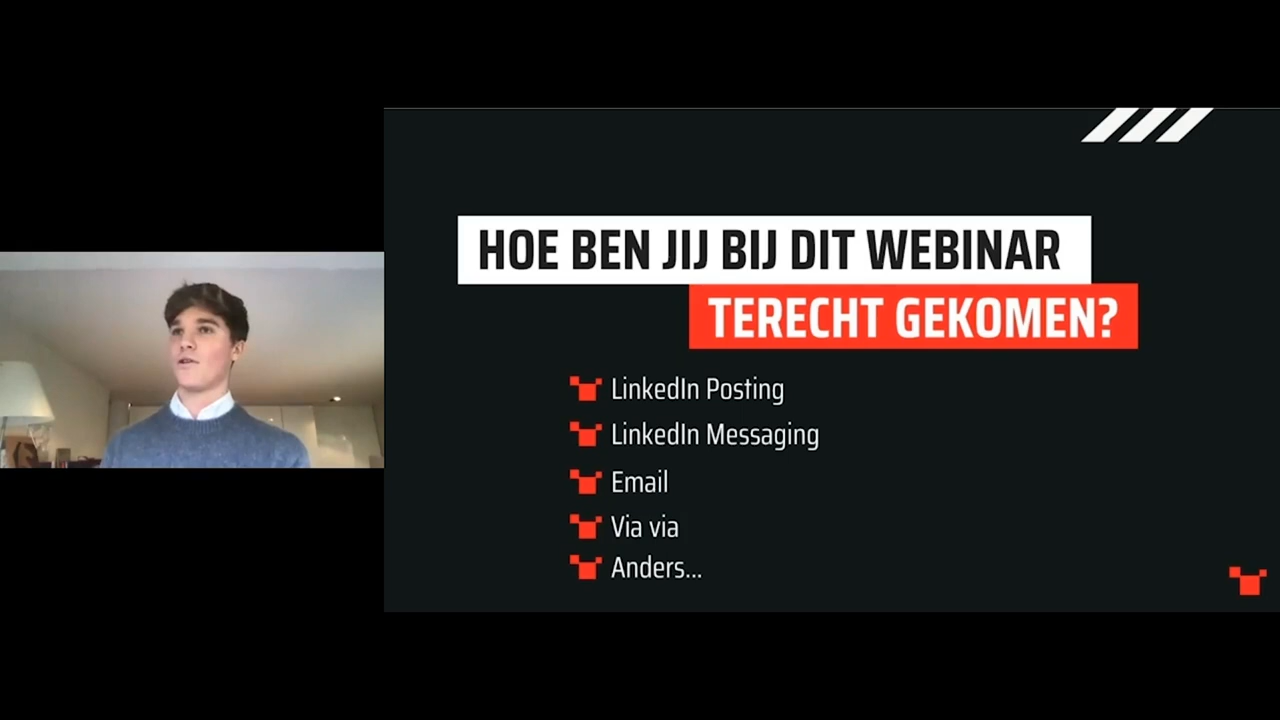 HOE BEN JIJ BIJ DIT WEBINAR
TERECHT GEKOMEN?
LinkedIn Posting
LinkedIn Messaging
Email
Via via
Anders...